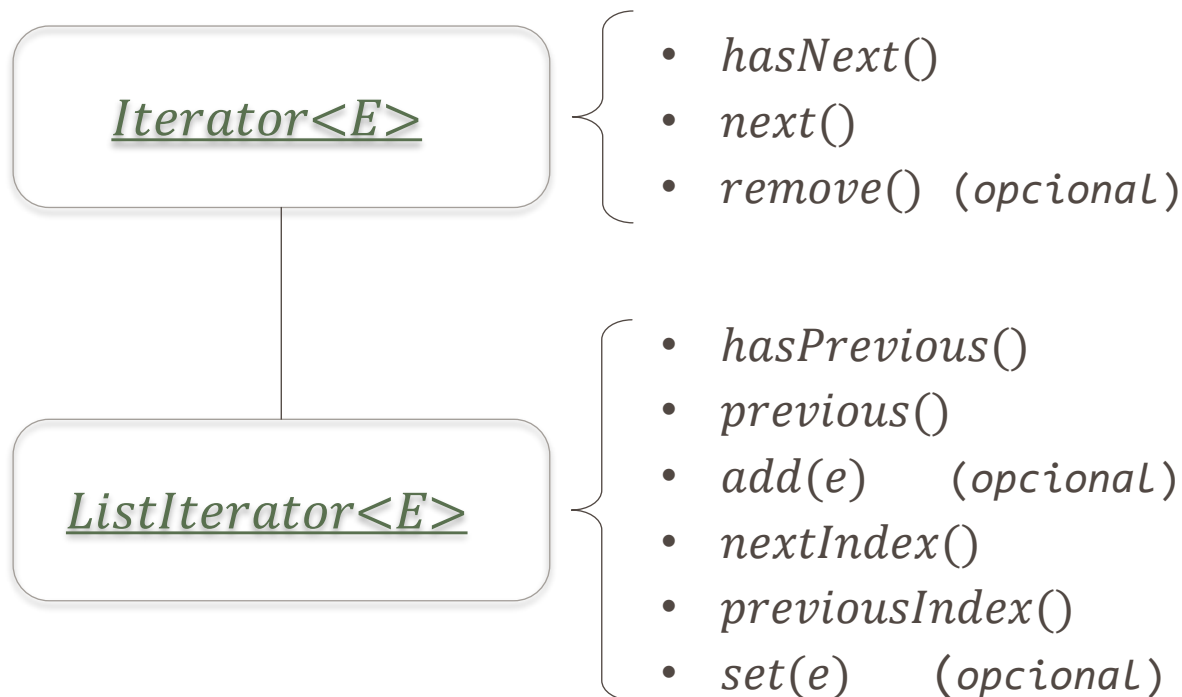 Iterator<E>
• hasNext()
• next()
• remove() (opcional)
ListIterator<E>
• hasPrevious()
• previous()
• add(e) (opcional)
• nextIndex()
• previousIndex()
• set(e) (opcional)